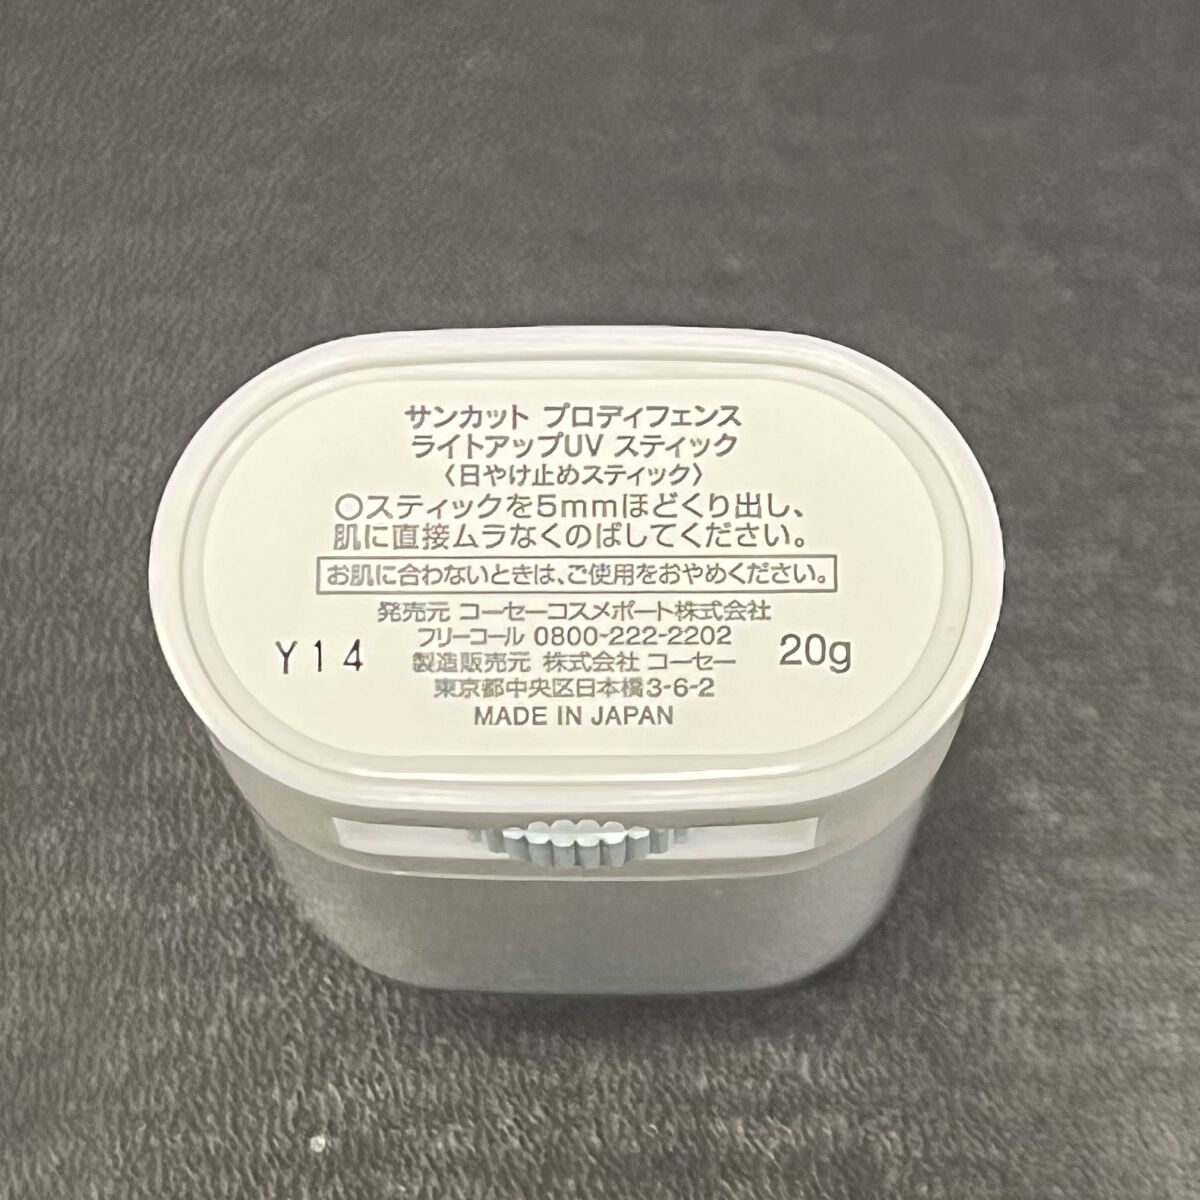 サンカット プロディフェンス
ライトアップUV スティック
〈日やけ止めスティック〉
○スティックを5mmほどくり出し、
肌に直接ムラなくのばしてください。
お肌に合わないときは、ご使用をおやめください。
発売元 コーセーコスメポート株式会社
フリーコール 0800-222-2202
製造販売元 株式会社 コーセー
東京都中央区日本橋3-6-2
MADE IN JAPAN
Y14
20g